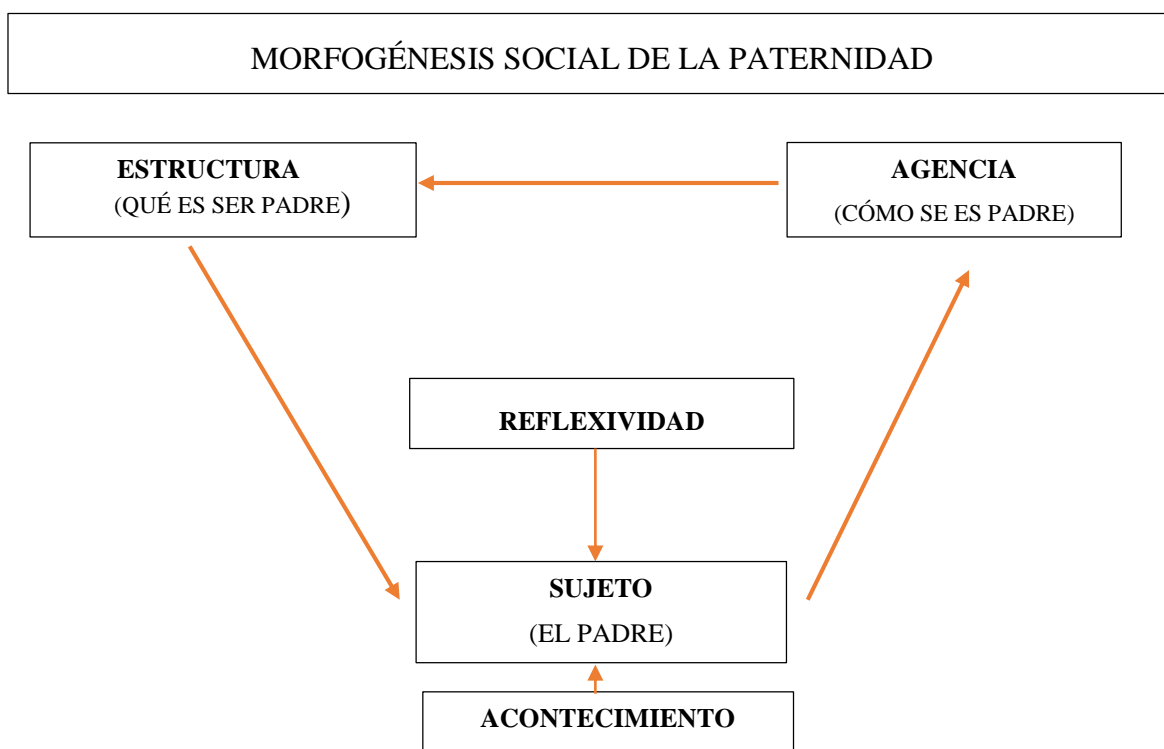 MORFOGÉNESIS SOCIAL DE LA PATERNIDAD
ESTRUCTURA
(QUÉ ES SER PADRE)
AGENCIA
(CÓMO SE ES PADRE)
REFLEXIVIDAD
SUJETO
(EL PADRE)
ACONTECIMIENTO